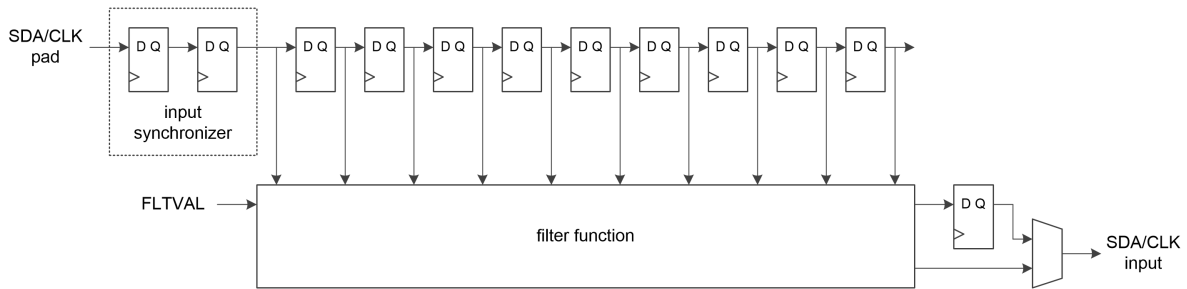 SDA/CLK
pad
D Q
D Q
D Q
D Q
D Q
D Q
D Q
D Q
D Q
D Q
D Q
input
synchronizer
FLTVAL
filter function
D Q
SDA/CLK
input